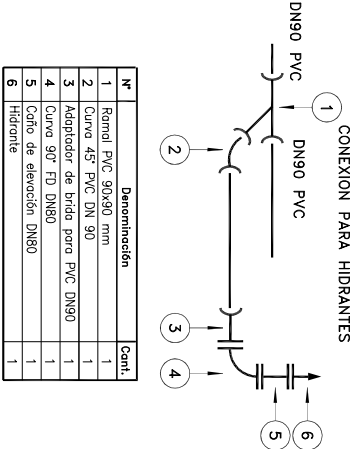 CONEXION PARA HIDRANTES
DN90 PVC
DN90 PVC
1
2
3
4
5
6
N° Denominación Cant.
1 Ramal PVC 90x90 mm 1
2 Curva 45° PVC DN 90 1
3 Adaptador de brida para PVC DN90 1
4 Curva 90° FD DN80 1
5 Caño de elevación DN80 1
6 Hidrante 1